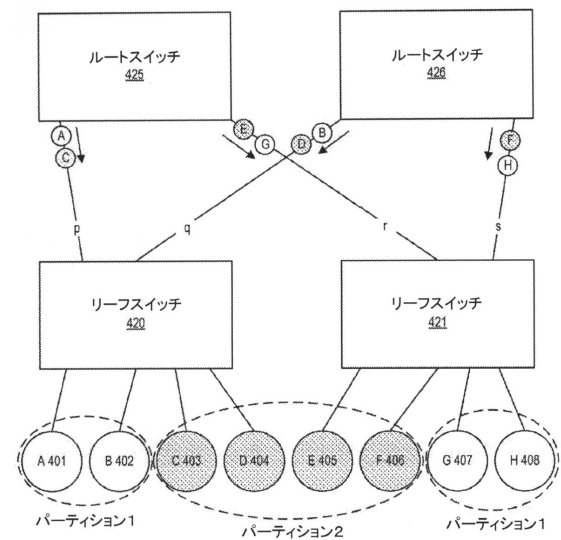 ルートスイッチ
425
ルートスイッチ
426
A
C
E
G
D
B
F
H
p
q
r
s
リーフスイッチ
420
リーフスイッチ
421
A 401
B 402
C 403
D 404
E 405
F 406
G 407
H 408
パーティション1
パーティション2
パーティション1